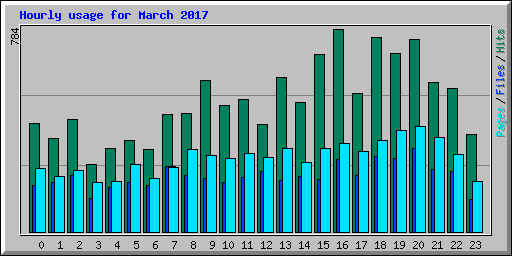 Hourly usage for March 2017
784
Pages/Files/Hits
0 1 2 3 4 5 6 7 8 9 10 11 12 13 14 15 16 17 18 19 20 21 22 23